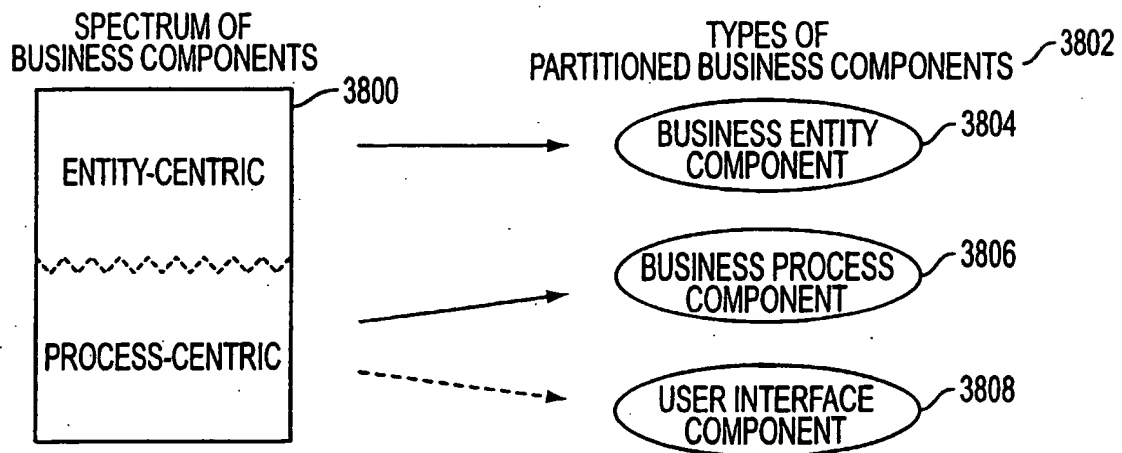 SPECTRUM OF
BUSINESS COMPONENTS
3800
ENTITY-CENTRIC
PROCESS-CENTRIC
TYPES OF
PARTITIONED BUSINESS COMPONENTS
3802
BUSINESS ENTITY
COMPONENT
3804
BUSINESS PROCESS
COMPONENT
3806
USER INTERFACE
COMPONENT
3808